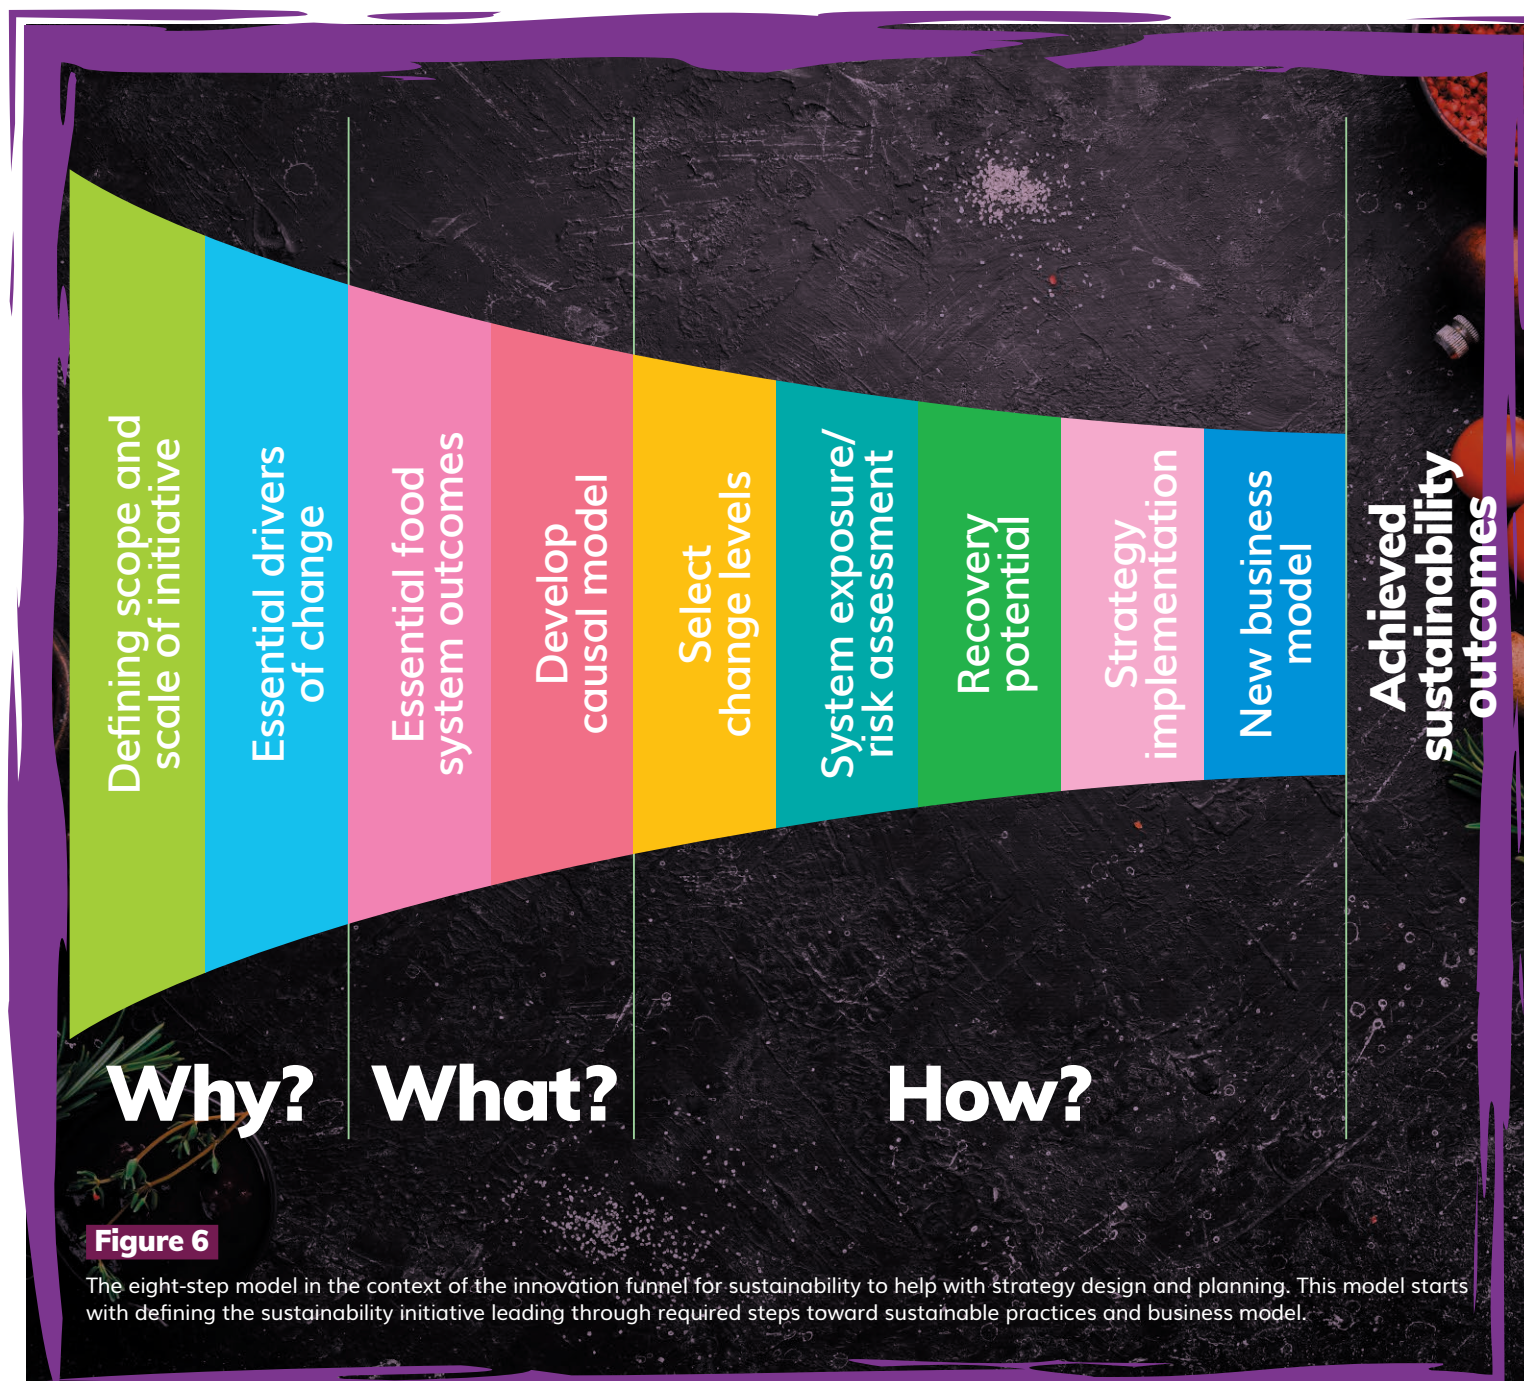 Defining scope and
scale of initiative
Essential drivers
of change
Essential food
system outcomes
Develop
causal model
Select
change levels
System exposure/
risk assessment
Recovery
potential
Strategy
implementation
New business
model
Achieved
sustainability
outcomes
Why?
What?
How?
Figure 6
The eight-step model in the context of the innovation funnel for sustainability to help with strategy design and planning. This model starts
with defining the sustainability initiative leading through required steps toward sustainable practices and business model.